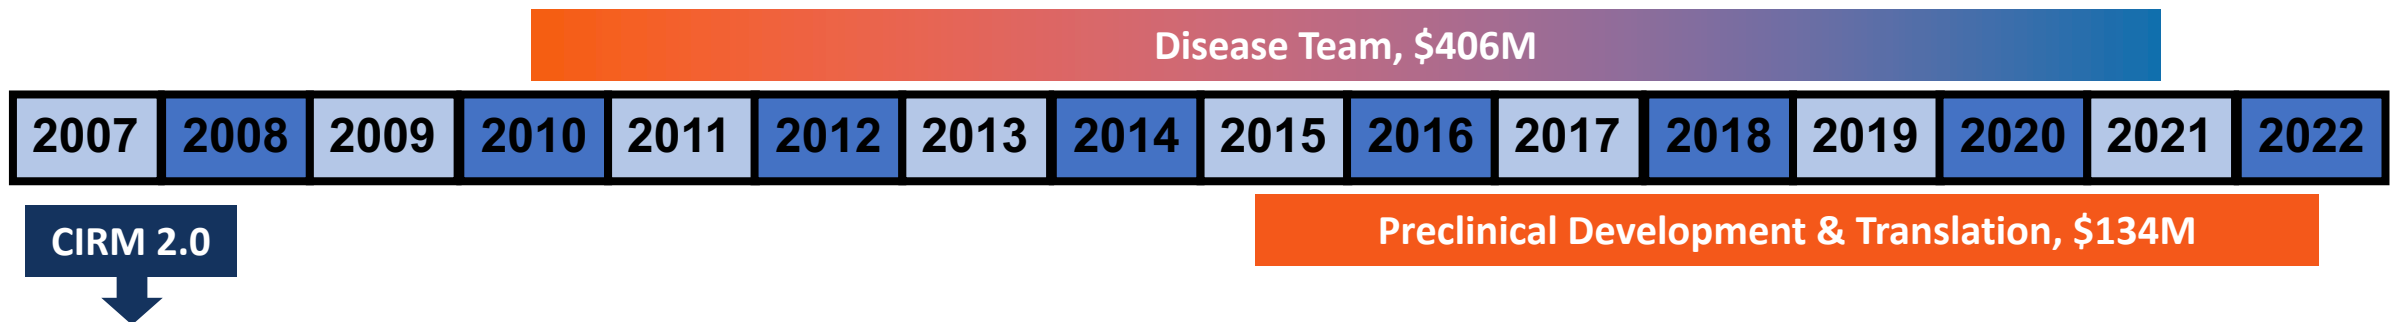 Disease Team, $406M
2007 2008 2009 2010 2011 2012 2013 2014 2015 2016 2017 2018 2019 2020 2021 2022
CIRM 2.0
Preclinical Development & Translation, $134M